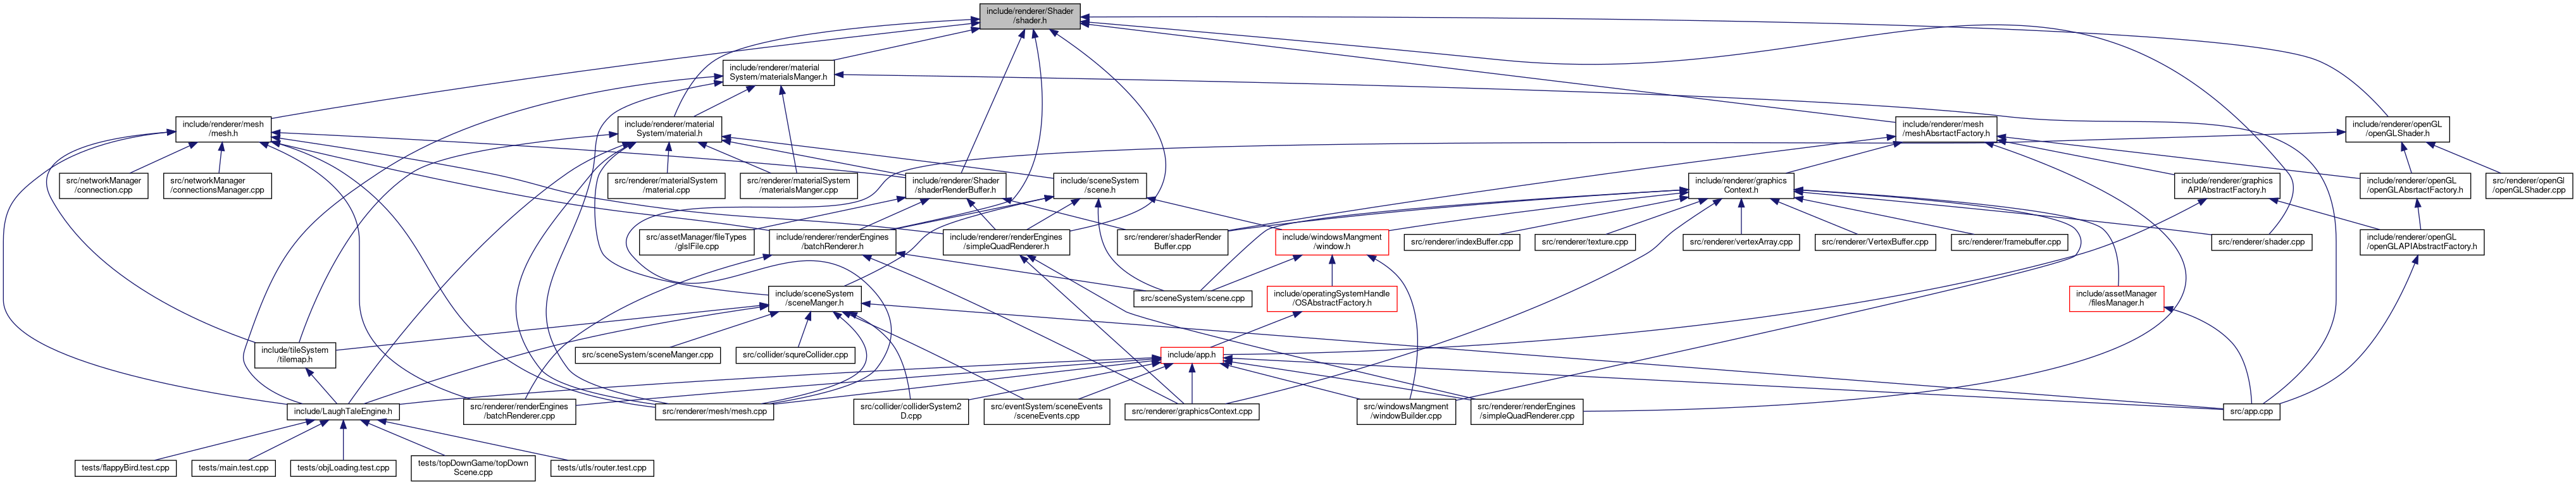 include/renderer/Shader
/shader.h
include/renderer/material
System/materialsManger.h
include/renderer/mesh
/mesh.h
include/renderer/material
System/material.h
include/renderer/mesh
/meshAbsrtactFactory.h
include/renderer/openGL
/openGLShader.h
src/networkManager
/connection.cpp
src/networkManager
/connectionsManager.cpp
src/renderer/materialSystem
/material.cpp
src/renderer/materialSystem
/materialsManger.cpp
include/renderer/Shader
/shaderRenderBuffer.h
include/sceneSystem
/scene.h
include/renderer/graphics
Context.h
include/renderer/graphics
APIAbstractFactory.h
include/renderer/openGL
/openGLAbsrtactFactory.h
src/renderer/openGl
/openGLShader.cpp
src/assetManager/fileTypes
/glslFile.cpp
include/renderer/renderEngines
/batchRenderer.h
include/renderer/renderEngines
/simpleQuadRenderer.h
src/renderer/shaderRender
Buffer.cpp
include/windowsMangment
/window.h
src/renderer/indexBuffer.cpp
src/renderer/texture.cpp
src/renderer/vertexArray.cpp
src/renderer/VertexBuffer.cpp
src/renderer/framebuffer.cpp
src/renderer/shader.cpp
include/renderer/openGL
/openGLAPIAbstractFactory.h
include/sceneSystem
/sceneManger.h
src/sceneSystem/scene.cpp
include/operatingSystemHandle
/OSAbstractFactory.h
include/assetManager
/filesManager.h
include/tileSystem
/tilemap.h
src/sceneSystem/sceneManger.cpp
src/collider/squreCollider.cpp
include/app.h
include/LaughTaleEngine.h
src/renderer/renderEngines
/batchRenderer.cpp
src/renderer/mesh/mesh.cpp
src/collider/colliderSystem2
D.cpp
src/eventSystem/sceneEvents
/sceneEvents.cpp
src/renderer/graphicsContext.cpp
src/windowsMangment
/windowBuilder.cpp
src/renderer/renderEngines
/simpleQuadRenderer.cpp
src/app.cpp
tests/flappyBird.test.cpp
tests/main.test.cpp
tests/objLoading.test.cpp
tests/topDownGame/topDown
Scene.cpp
tests/utls/router.test.cpp